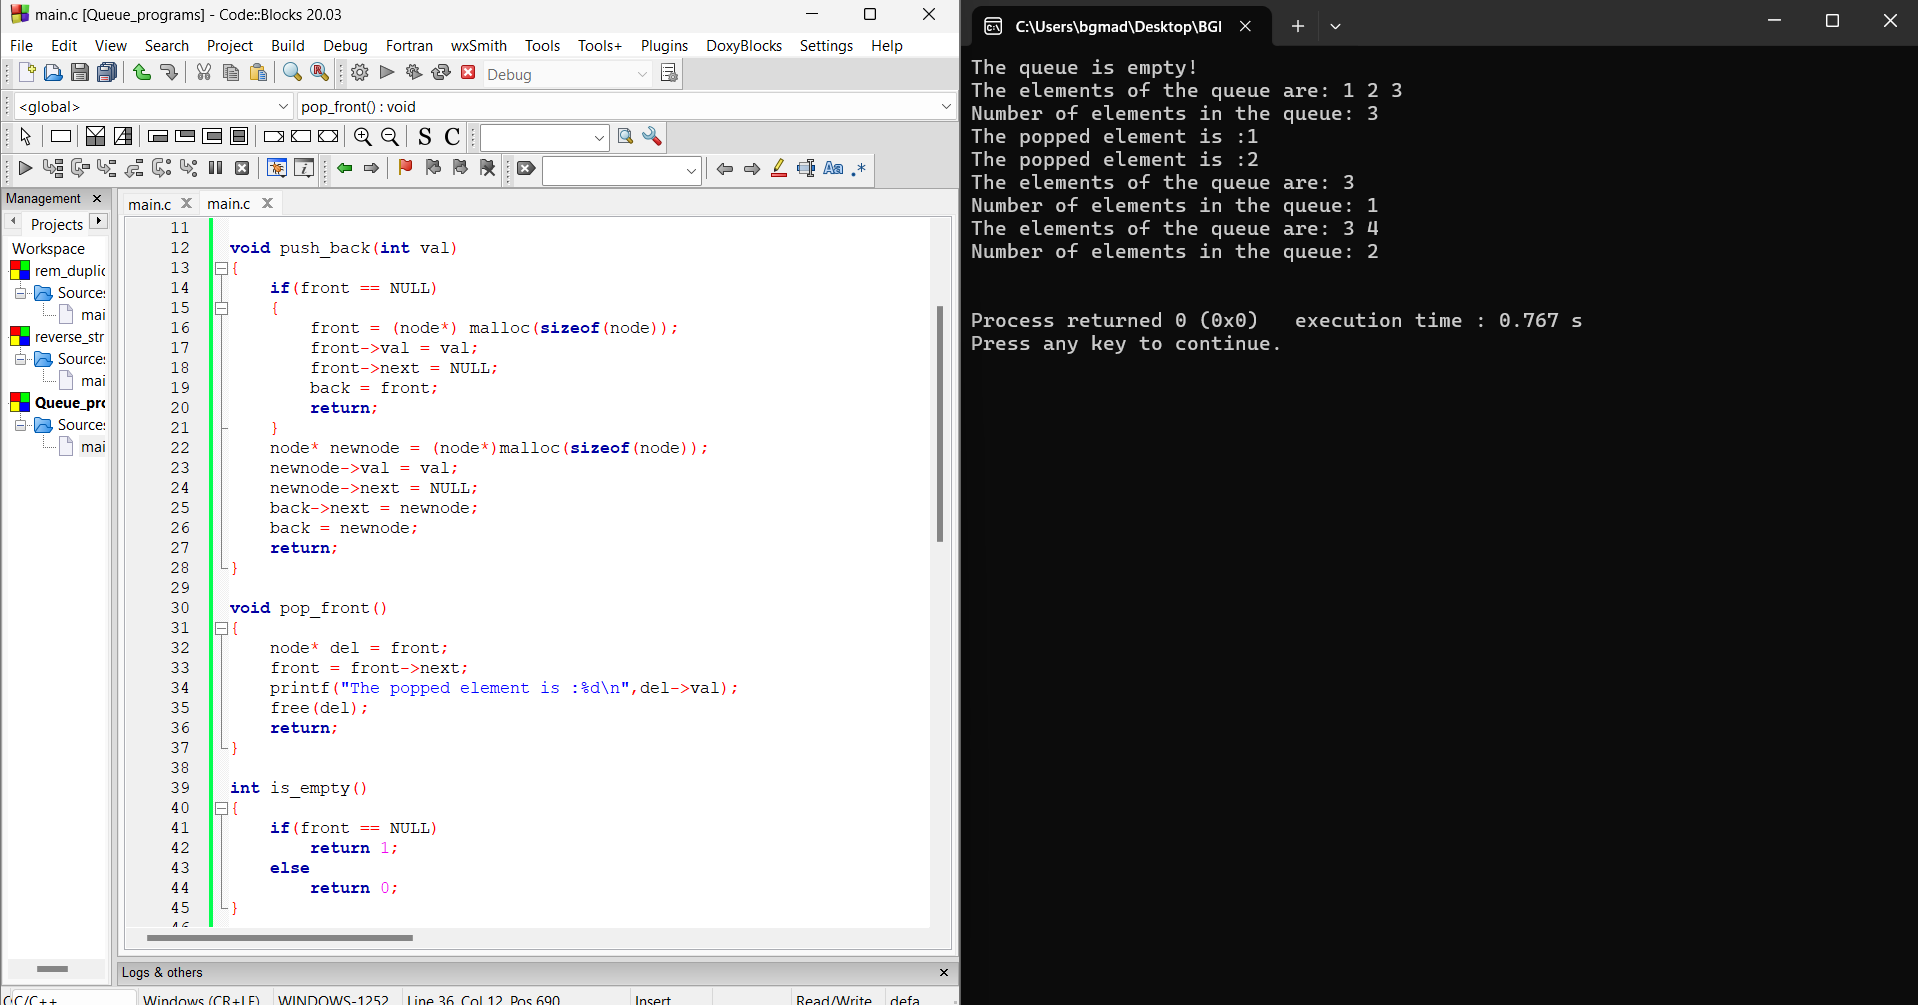 main.c [Queue_programs] - Code::Blocks 20.03
File Edit View Search Project Build Debug Fortran wxSmith Tools Tools+ Plugins DoxyBlocks Settings Help
Debug
<global> pop_front() : void
S C
Aa .*
Management
Projects
Workspace
rem_duplic
Sources
mai
reverse_str
Sources
mai
Queue_pro
Sources
mai
main.c main.c
11
12 void push_back(int val)
13 {
14 if(front == NULL)
15 {
16 front = (node*) malloc(sizeof(node));
17 front->val = val;
18 front->next = NULL;
19 back = front;
20 return;
21 }
22 node* newnode = (node*)malloc(sizeof(node));
23 newnode->val = val;
24 newnode->next = NULL;
25 back->next = newnode;
26 back = newnode;
27 return;
28 }
29
30 void pop_front()
31 {
32 node* del = front;
33 front = front->next;
34 printf("The popped element is :%d\n",del->val);
35 free(del);
36 return;
37 }
38
39 int is_empty()
40 {
41 if(front == NULL)
42 return 1;
43 else
44 return 0;
45 }
46
Logs & others
C/C++ Windows (CR+LF) WINDOWS-1252 Line 36, Col 12, Pos 690 Insert Read/Write defa
C:\Users\bgmad\Desktop\BGI
The queue is empty!
The elements of the queue are: 1 2 3
Number of elements in the queue: 3
The popped element is :1
The popped element is :2
The elements of the queue are: 3
Number of elements in the queue: 1
The elements of the queue are: 3 4
Number of elements in the queue: 2
Process returned 0 (0x0) execution time : 0.767 s
Press any key to continue.